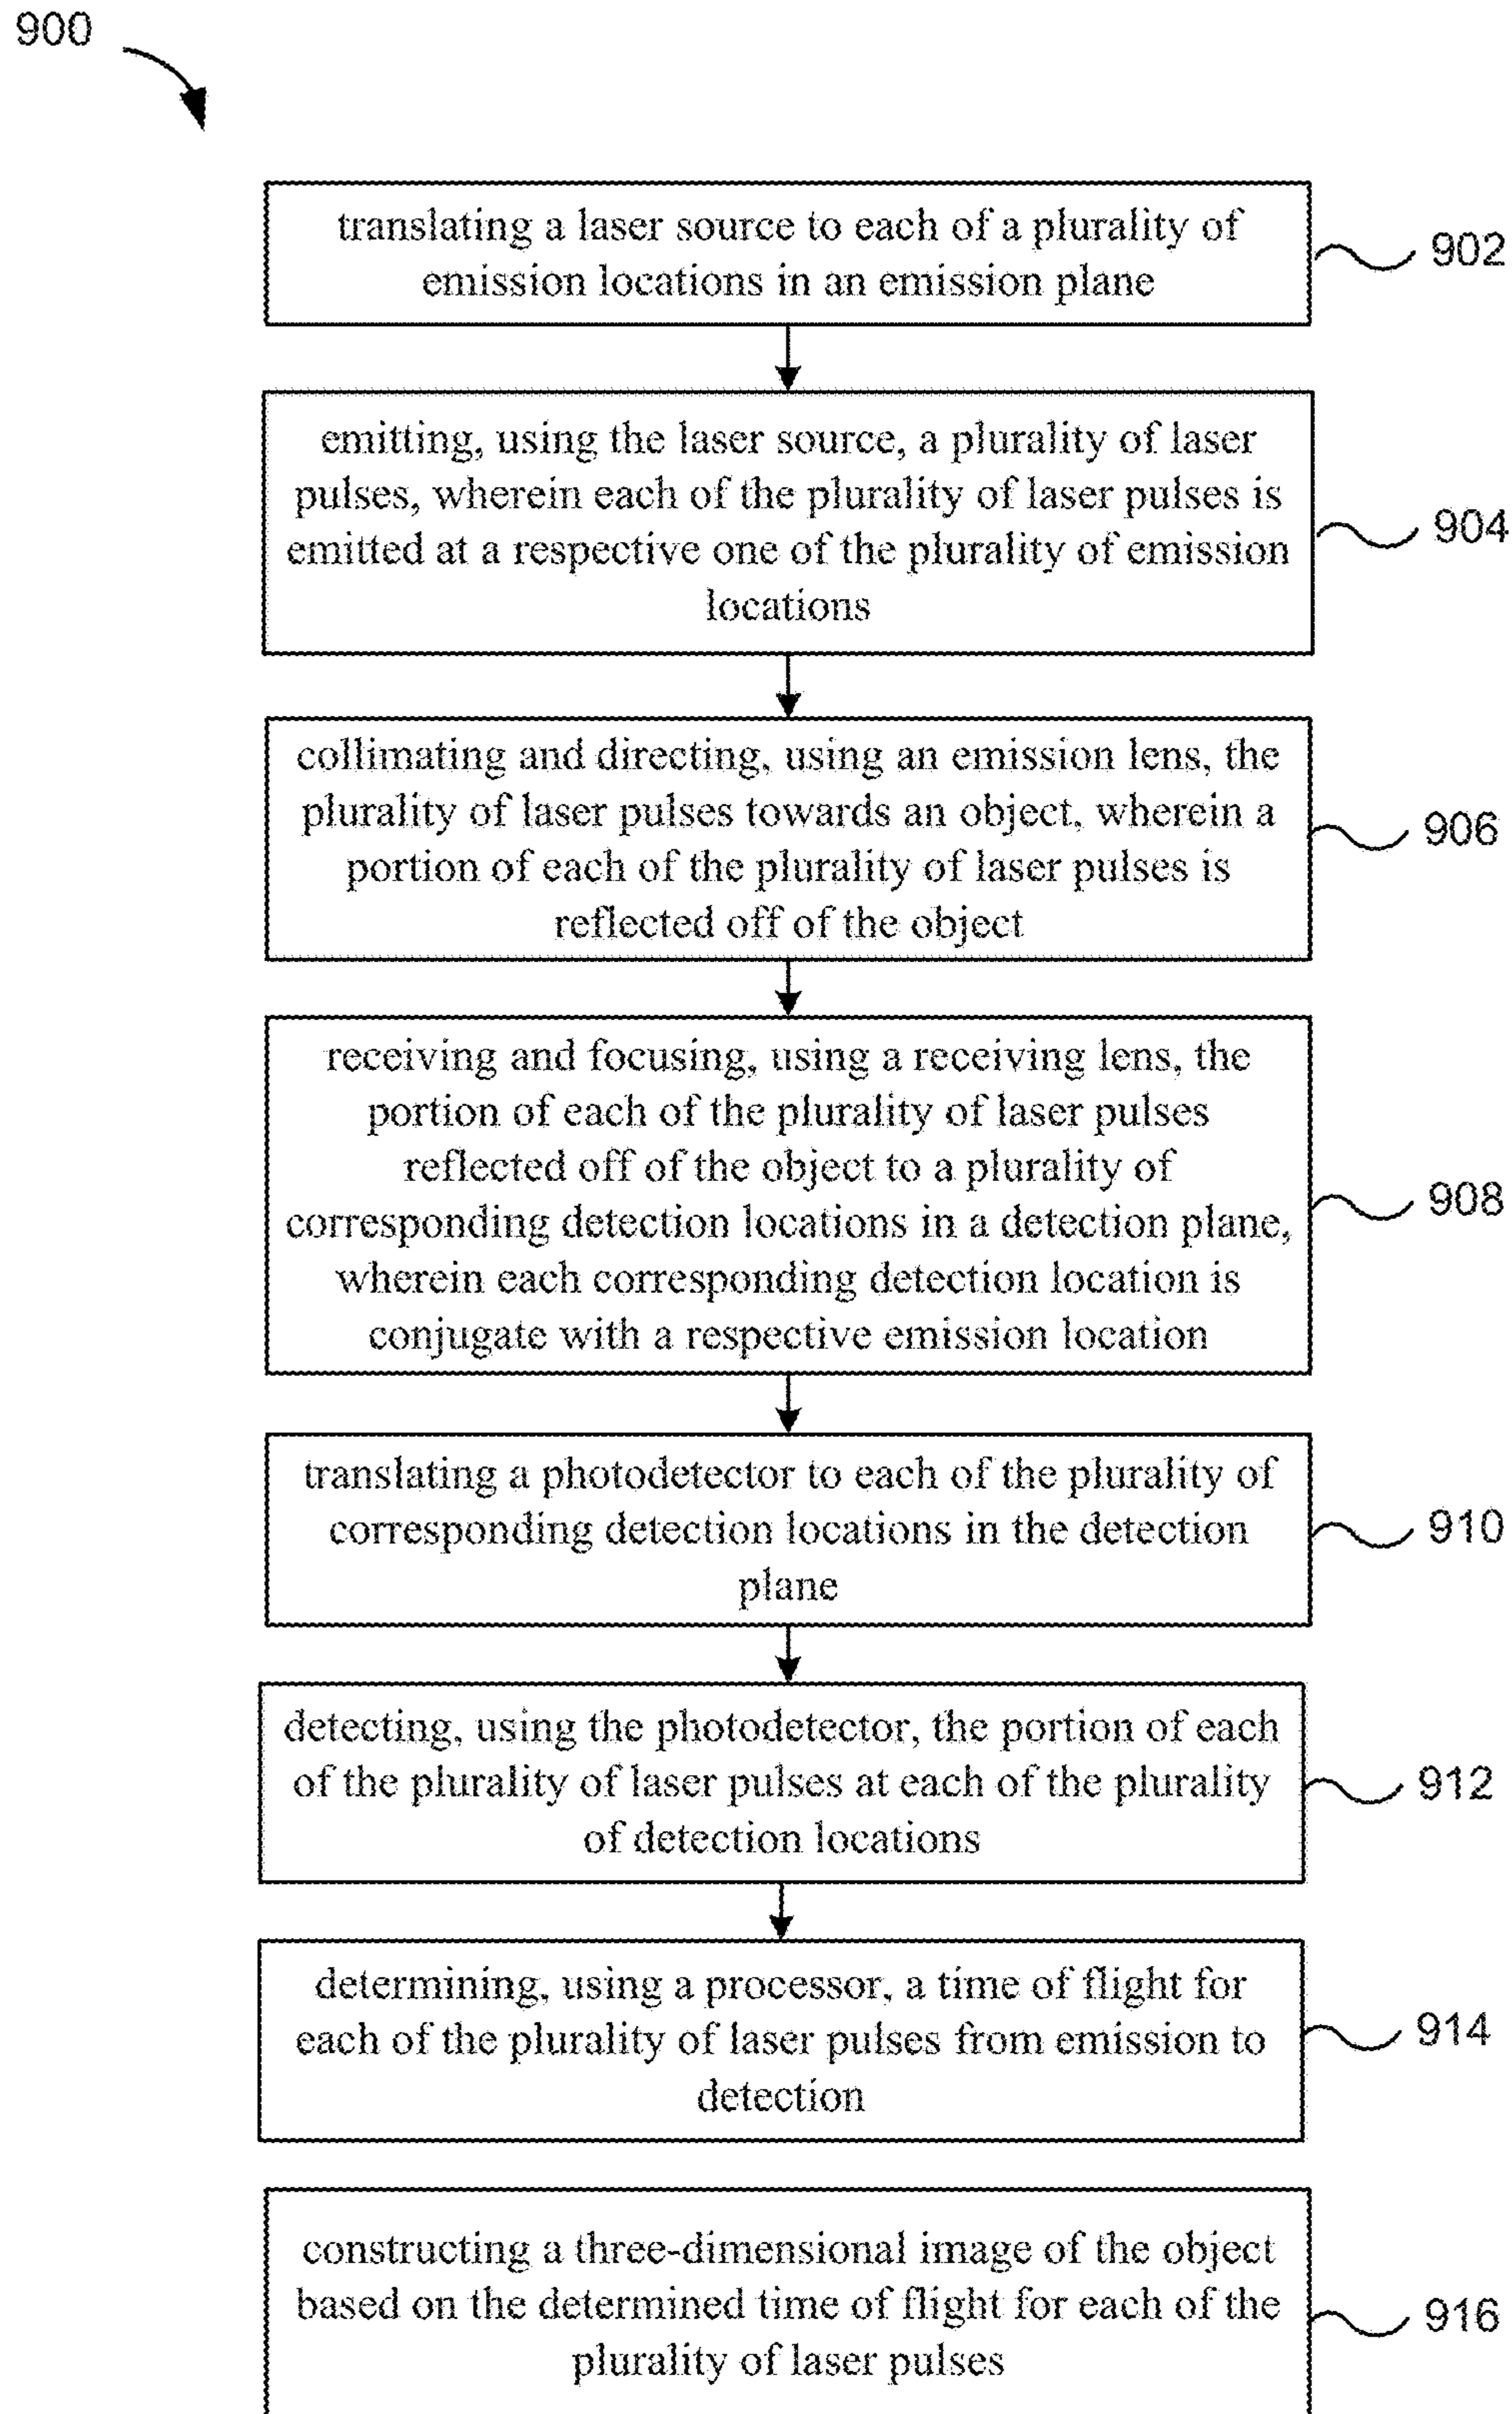 900
translating a laser source to each of a plurality of
emission locations in an emission plane
902
emitting, using the laser source, a plurality of laser
pulses, wherein each of the plurality of laser pulses is
emitted at a respective one of the plurality of emission
locations
904
collimating and directing, using an emission lens, the
plurality of laser pulses towards an object, wherein a
portion of each of the plurality of laser pulses is
reflected off of the object
906
receiving and focusing, using a receiving lens, the
portion of each of the plurality of laser pulses
reflected off of the object to a plurality of
corresponding detection locations in a detection plane,
wherein each corresponding detection location is
conjugate with a respective emission location
908
translating a photodetector to each of the plurality of
corresponding detection locations in the detection
plane
910
detecting, using the photodetector, the portion of each
of the plurality of laser pulses at each of the plurality
of detection locations
912
determining, using a processor, a time of flight for
each of the plurality of laser pulses from emission to
detection
914
constructing a three-dimensional image of the object
based on the determined time of flight for each of the
plurality of laser pulses
916